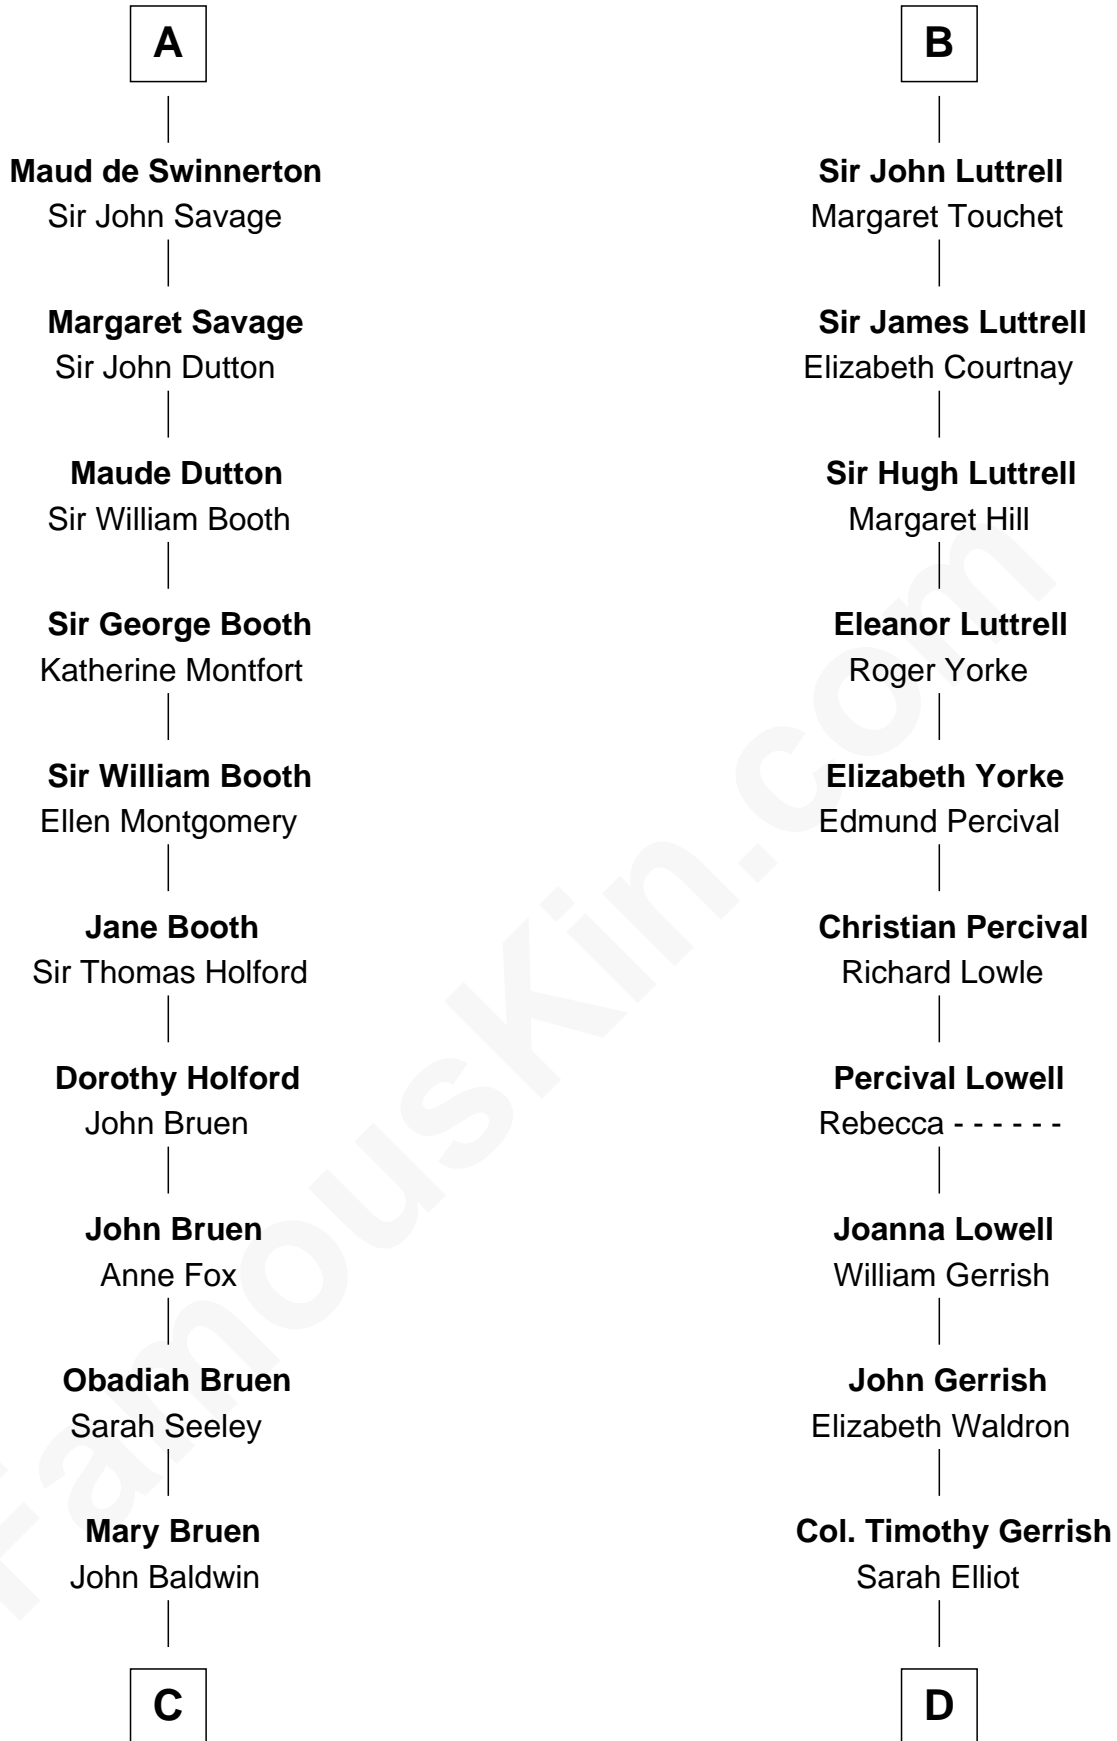 A
Maud de Swinnerton
Sir John Savage
Margaret Savage
Sir John Dutton
Maude Dutton
Sir William Booth
Sir George Booth
Katherine Montfort
Sir William Booth
Ellen Montgomery
Jane Booth
Sir Thomas Holford
Dorothy Holford
John Bruen
John Bruen
Anne Fox
Obadiah Bruen
Sarah Seeley
Mary Bruen
John Baldwin
C
B
Sir John Luttrell
Margaret Touchet
Sir James Luttrell
Elizabeth Courtnay
Sir Hugh Luttrell
Margaret Hill
Eleanor Luttrell
Roger Yorke
Elizabeth Yorke
Edmund Percival
Christian Percival
Richard Lowle
Percival Lowell
Rebecca - - - - - -
Joanna Lowell
William Gerrish
John Gerrish
Elizabeth Waldron
Col. Timothy Gerrish
Sarah Elliot
D
FamousKin.com